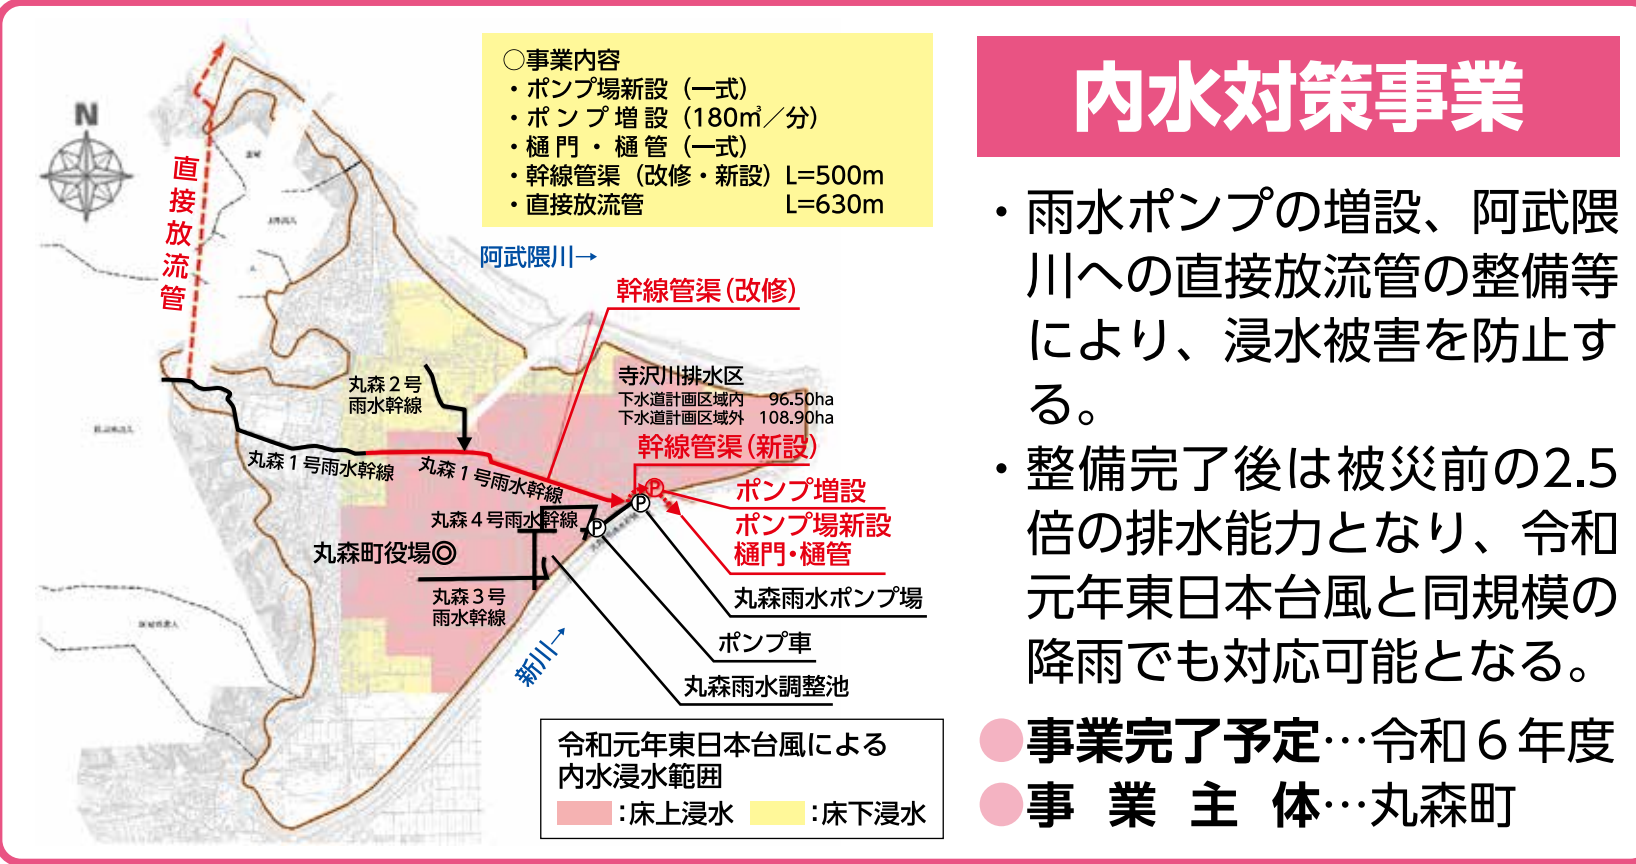 ○事業内容
・ポンプ場新設（一式）
・ポンプ増設（180㎥／分）
・樋門・樋管（一式）
・幹線管渠（改修・新設）L=500m
・直接放流管 L=630m
N
直接放流管
阿武隈川→
幹線管渠（改修）
丸森２号
雨水幹線
寺沢川排水区
下水道計画区域内 96.50ha
下水道計画区域外 108.90ha
幹線管渠（新設）
丸森１号雨水幹線
丸森１号雨水幹線
ポンプ増設
P
P
丸森４号雨水幹線
P
ポンプ場新設
樋門・樋管
丸森町役場◎
丸森３号
雨水幹線
丸森雨水ポンプ場
ポンプ車
新川→
丸森雨水調整池
令和元年東日本台風による
内水浸水範囲
：床上浸水 ：床下浸水
内水対策事業
・雨水ポンプの増設、阿武隈
川への直接放流管の整備等
により、浸水被害を防止す
る。
・整備完了後は被災前の2.5
倍の排水能力となり、令和
元年東日本台風と同規模の
降雨でも対応可能となる。
●事業完了予定…令和６年度
●事業主体…丸森町